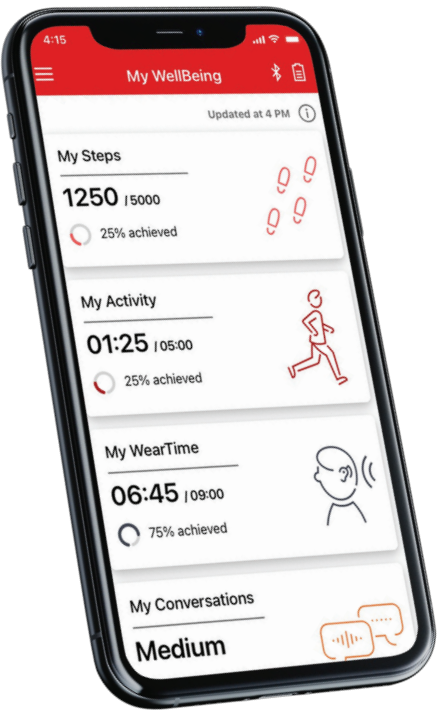 4:15
My WellBeing
Updated at 4 PM
My Steps
1250 / 5000
25% achieved
My Activity
01:25 / 05:00
25% achieved
My WearTime
06:45 / 09:00
75% achieved
My Conversations
Medium